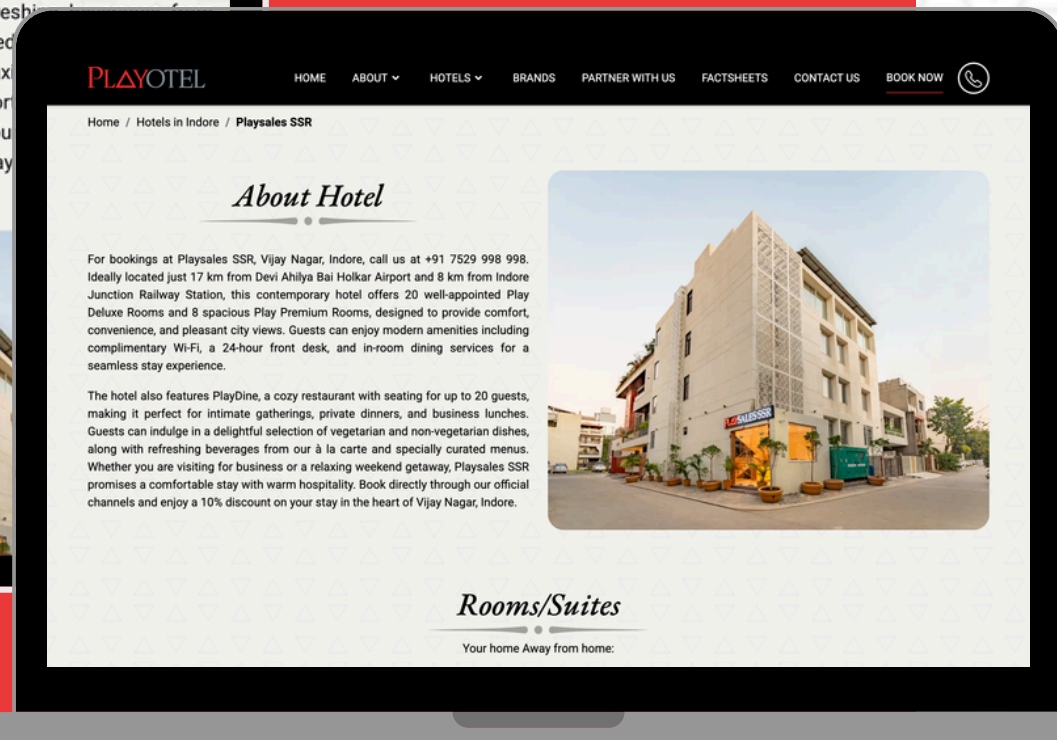 PLAYOTEL
HOME
ABOUT
HOTELS
BRANDS
PARTNER WITH US
FACTSHEETS
CONTACT US
BOOK NOW
Home / Hotels in Indore / Playsales SSR
About Hotel
For bookings at Playsales SSR, Vijay Nagar, Indore, call us at +91 7529 998 998.
Ideally located just 17 km from Devi Ahilya Bai Holkar Airport and 8 km from Indore
Junction Railway Station, this contemporary hotel offers 20 well-appointed Play
Deluxe Rooms and 8 spacious Play Premium Rooms, designed to provide comfort,
convenience, and pleasant city views. Guests can enjoy modern amenities including
complimentary Wi-Fi, a 24-hour front desk, and in-room dining services for a
seamless stay experience.
The hotel also features PlayDine, a cozy restaurant with seating for up to 20 guests,
making it perfect for intimate gatherings, private dinners, and business lunches.
Guests can indulge in a delightful selection of vegetarian and non-vegetarian dishes,
along with refreshing beverages from our à la carte and specially curated menus.
Whether you are visiting for business or a relaxing weekend getaway, Playsales SSR
promises a comfortable stay with warm hospitality. Book directly through our official
channels and enjoy a 10% discount on your stay in the heart of Vijay Nagar, Indore.
PLAYSALES SSR
Rooms/Suites
Your home Away from home: